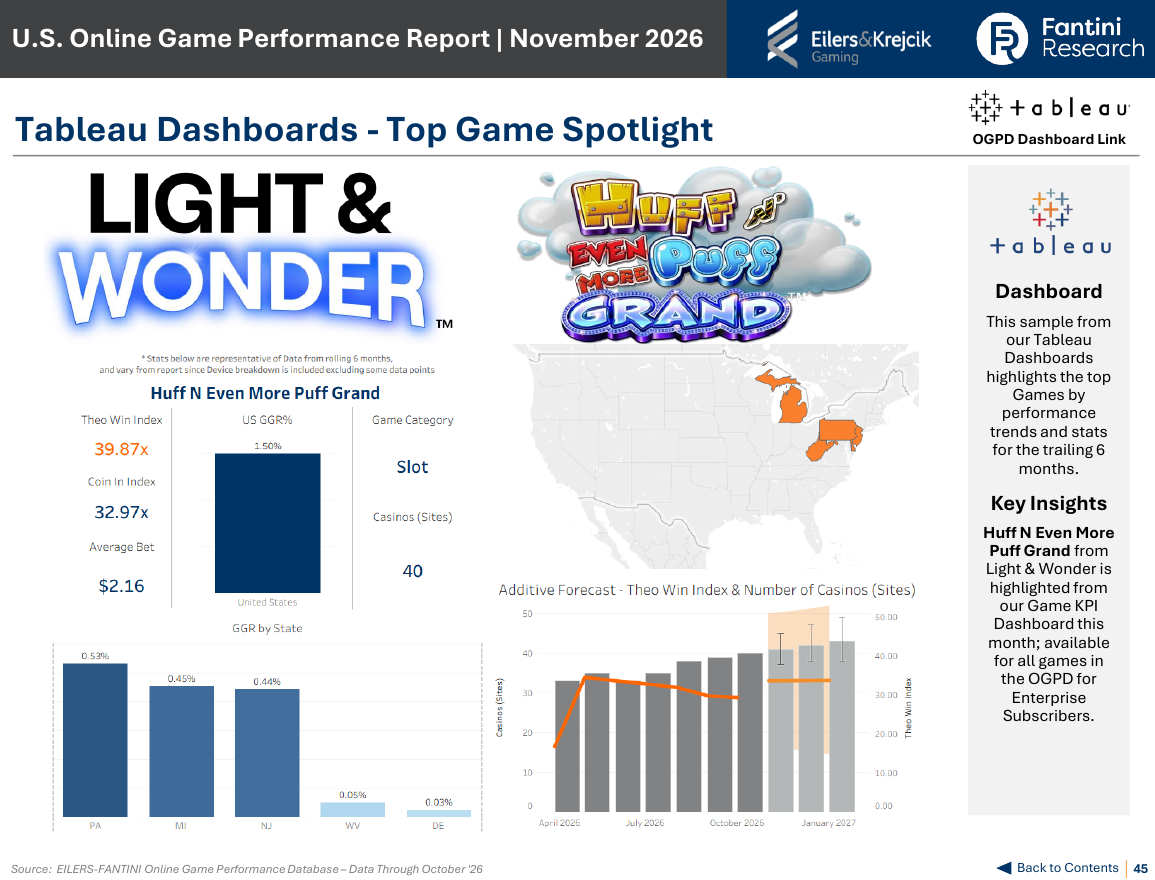 U.S. Online Game Performance Report | November 2026
Eilers&Krejcik
Gaming
Fantini
Research
Tableau Dashboards - Top Game Spotlight
+ a b l e a u
OGPD Dashboard Link
LIGHT &
WONDER
TM
HUFF N
EVEN
MORE
PUFF
GRAND
TM
* Stats below are representative of Data from rolling 6 months,
and vary from report since Device breakdown is included excluding some data points
Huff N Even More Puff Grand
Theo Win Index
39.87x
Coin In Index
32.97x
Average Bet
$2.16
US GGR%
1.50%
United States
Game Category
Slot
Casinos (Sites)
40
GGR by State
0.53%
0.45%
0.44%
0.05%
0.03%
PA
MI
NJ
WV
DE
Additive Forecast - Theo Win Index & Number of Casinos (Sites)
Casinos (Sites)
50
40
30
20
10
0
50.00
40.00
30.00
20.00
10.00
0.00
Theo Win Index
April 2026
July 2026
October 2026
January 2027
+ a b l e a u
Dashboard
This sample from
our Tableau
Dashboards
highlights the top
Games by
performance
trends and stats
for the trailing 6
months.
Key Insights
Huff N Even More
Puff Grand from
Light & Wonder is
highlighted from
our Game KPI
Dashboard this
month; available
for all games in
the OGPD for
Enterprise
Subscribers.
Source: EILERS-FANTINI Online Game Performance Database – Data Through October '26
Back to Contents
45